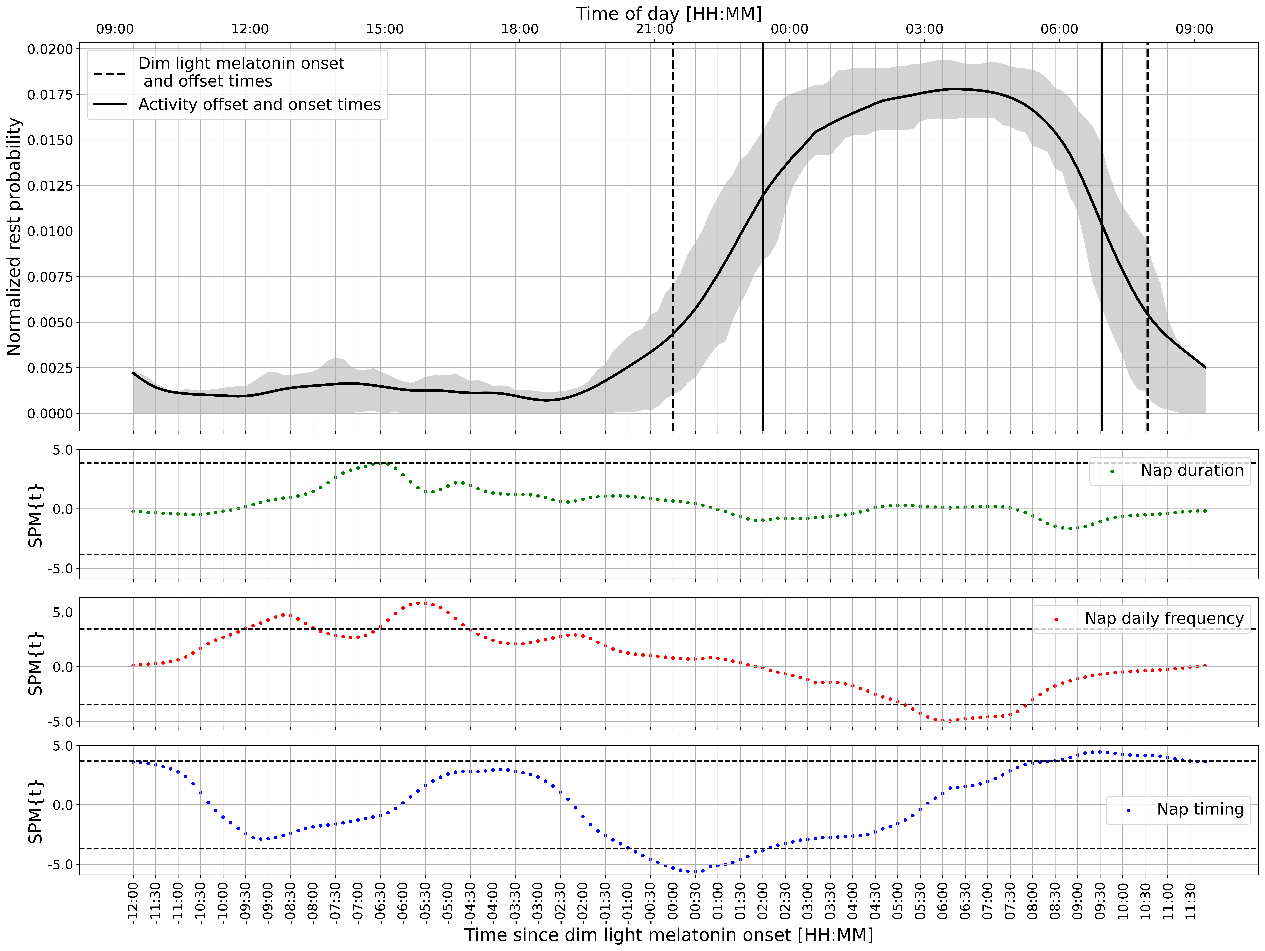 Time of day [HH:MM]
09:00 12:00 15:00 18:00 21:00 00:00 03:00 06:00 09:00
Normalized rest probability
0.0200
0.0175
0.0150
0.0125
0.0100
0.0075
0.0050
0.0025
0.0000
Dim light melatonin onset
and offset times
Activity offset and onset times
SPM{t}
5.0
0.0
-5.0
Nap duration
SPM{t}
5.0
0.0
-5.0
Nap daily frequency
SPM{t}
5.0
0.0
-5.0
Nap timing
-12:00 -11:30 -11:00 -10:30 -10:00 -09:30 -09:00 -08:30 -08:00 -07:30 -07:00 -06:30 -06:00 -05:30 -05:00 -04:30 -04:00 -03:30 -03:00 -02:30 -02:00 -01:30 -01:00 -00:30 00:00 00:30 01:00 01:30 02:00 02:30 03:00 03:30 04:00 04:30 05:00 05:30 06:00 06:30 07:00 07:30 08:00 08:30 09:00 09:30 10:00 10:30 11:00 11:30
Time since dim light melatonin onset [HH:MM]